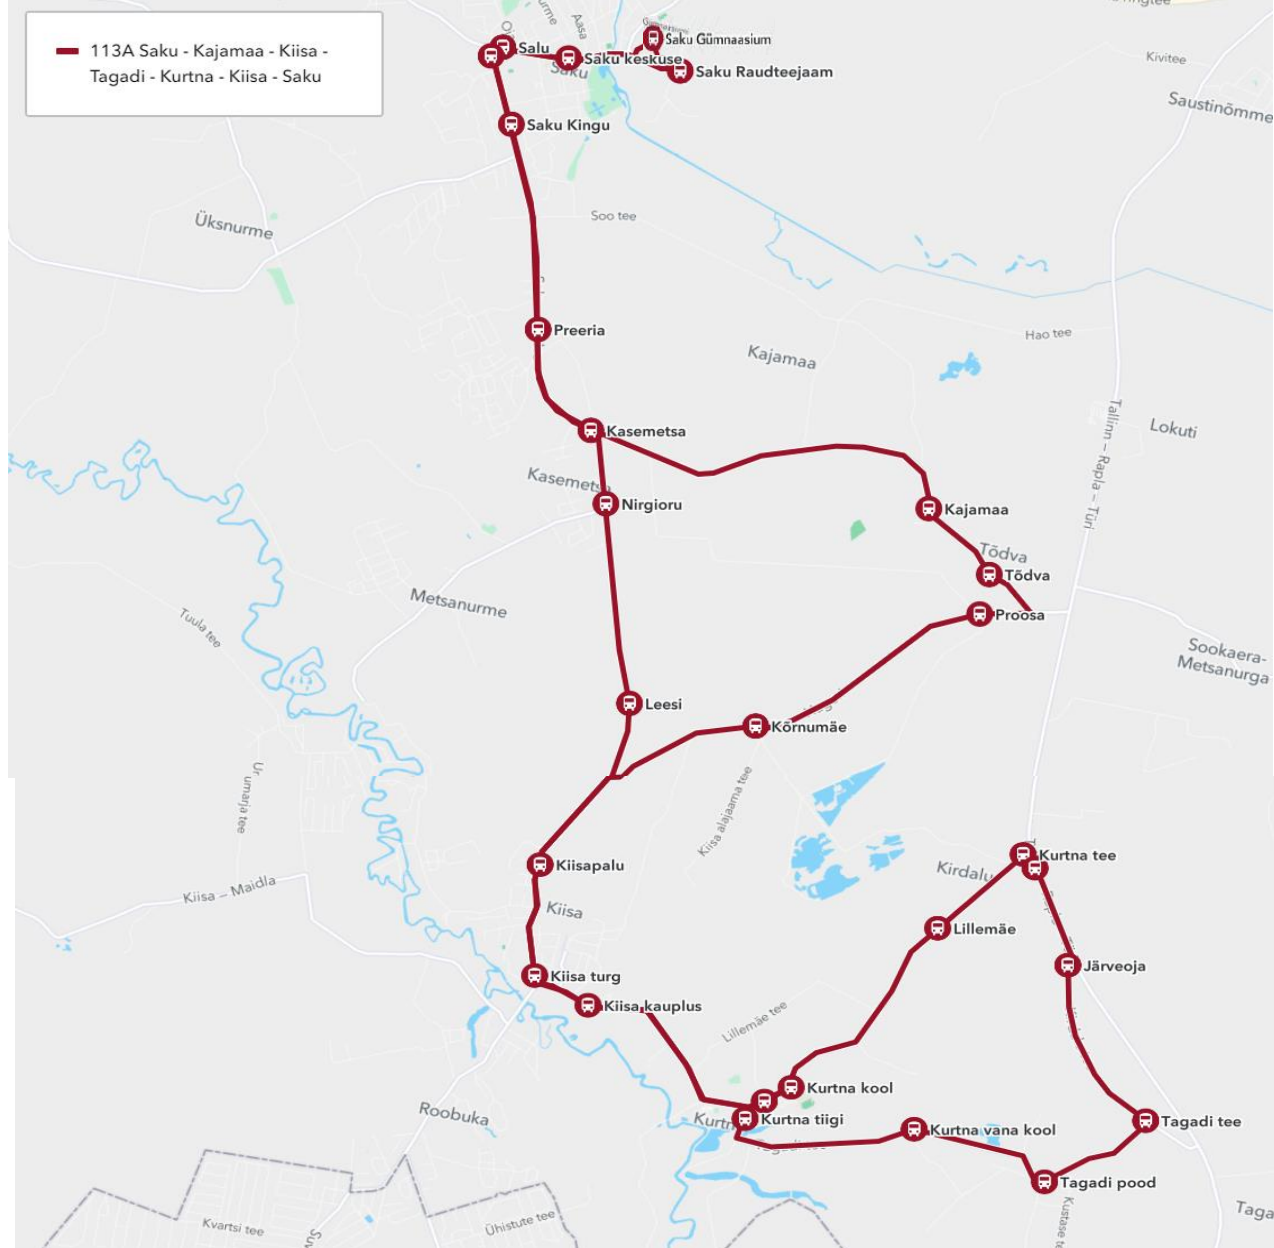 113A Saku - Kajamaa - Kiisa -
Tagadi - Kurtna - Kiisa - Saku
Aasa
Saku Gümnaasium
Salu
Saku keskuse
Saku
Saku Raudteejaam
Kivitee
Saustinõmme
Saku Kingu
Soo tee
Üksnurme
Preeria
Hao tee
Kajamaa
Tallinn – Rapla – Türi
Lokuti
Kasemetsa
Kasemetsa
Nirgioru
Kajamaa
Tõdva
Tõdva
Metsanurme
Proosa
Tuula tee
Sookaera-
Metsanurga
Leesi
Kõrnumäe
Kiisa alajaama tee
Kurtna tee
Kiisapalu
Kirdalu
Kiisa – Maidla
Kiisa
Lillemäe
Järveoja
Kiisa turg
Kiisa kauplus
Lillemäe tee
Kurtna kool
Roobuka
Kurtna tiigi
Kurtna vana kool
Tagadi tee
Tagadi pood
Kvartsi tee
Ühistute tee